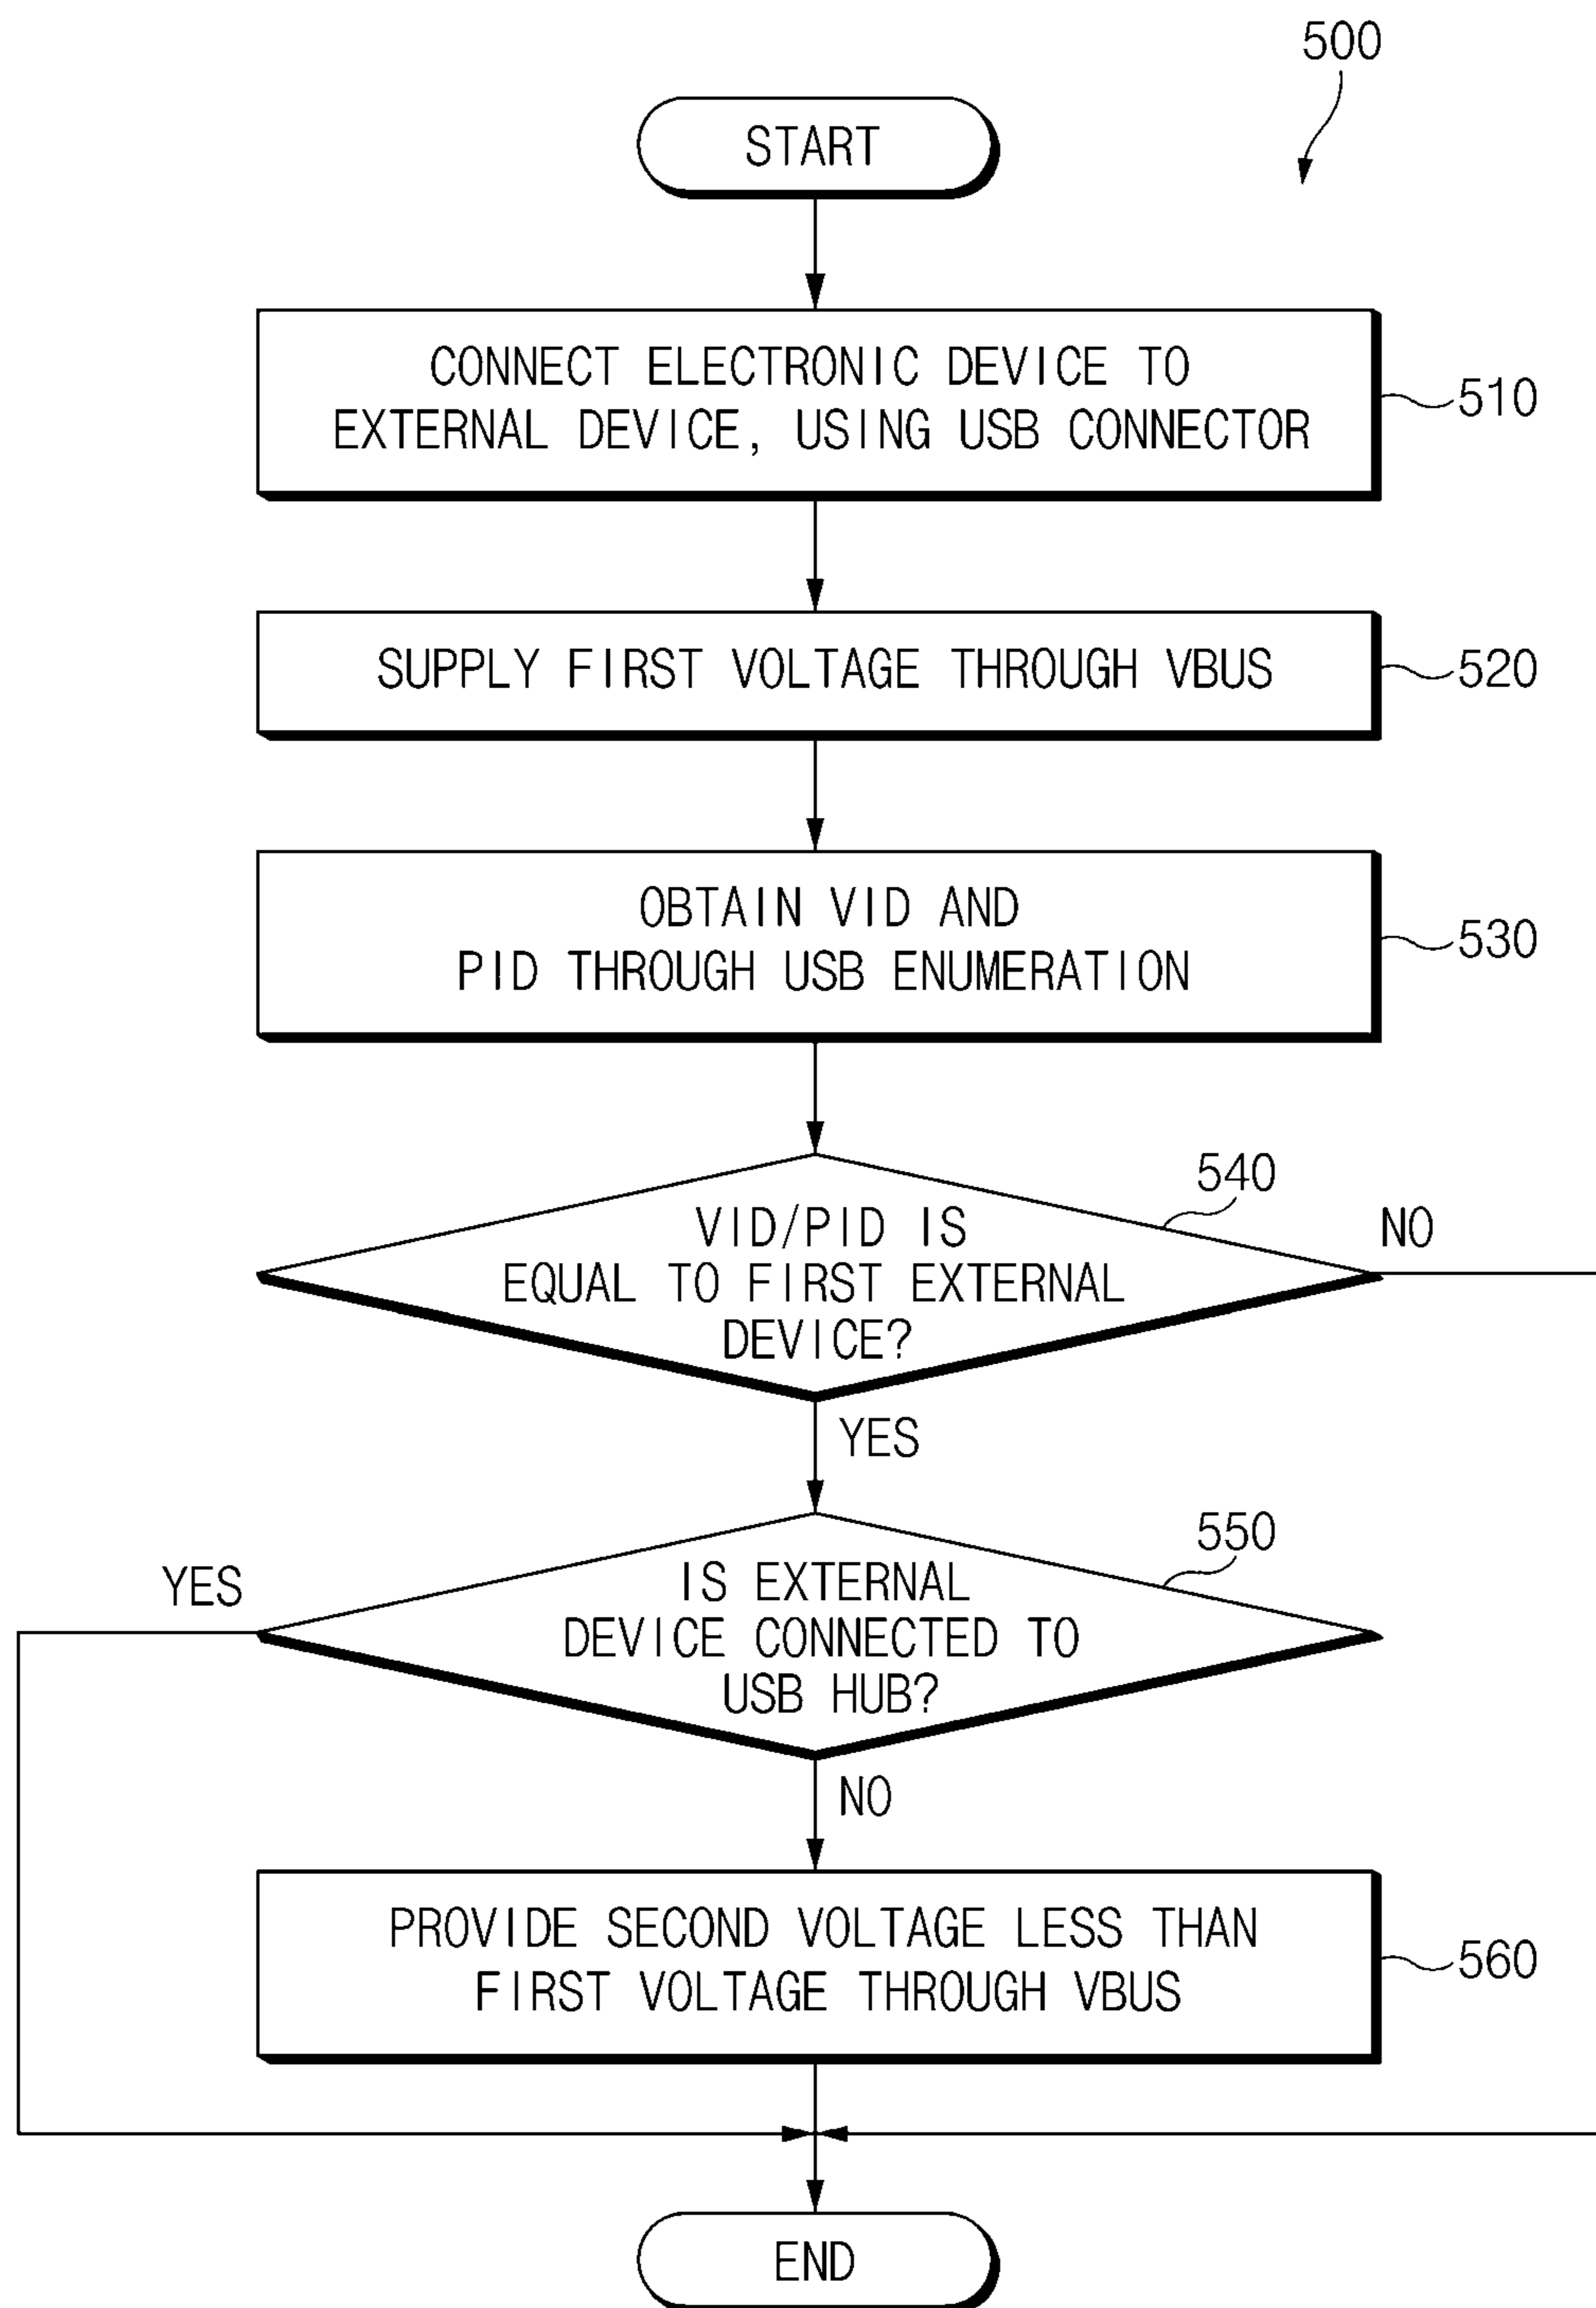 500
START
CONNECT ELECTRONIC DEVICE TO
EXTERNAL DEVICE, USING USB CONNECTOR
510
SUPPLY FIRST VOLTAGE THROUGH VBUS
520
OBTAIN VID AND
PID THROUGH USB ENUMERATION
530
540
VID/PID IS
EQUAL TO FIRST EXTERNAL
DEVICE?
NO
YES
550
IS EXTERNAL
DEVICE CONNECTED TO
USB HUB?
YES
NO
PROVIDE SECOND VOLTAGE LESS THAN
FIRST VOLTAGE THROUGH VBUS
560
END